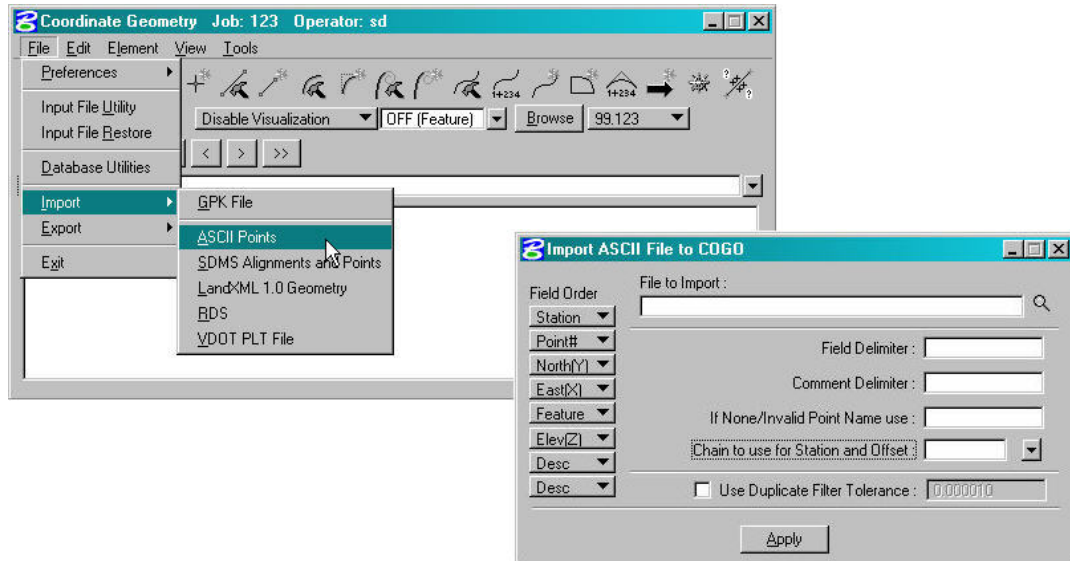 Coordinate Geometry Job: 123 Operator: sd
File Edit Element View Tools
Preferences
Input File Utility
Input File Restore
Database Utilities
Import
Export
Exit
1+234
1+234
Disable Visualization OFF (Feature) Browse 99.123
< > >>
GPK File
ASCII Points
SDMS Alignments and Points
LandXML 1.0 Geometry
RDS
VDOT PLT File
Import ASCII File to COGO
Field Order
Station
Point#
North(Y)
East(X)
Feature
Elev(Z)
Desc
Desc
File to Import :
Field Delimiter :
Comment Delimiter :
If None/Invalid Point Name use :
Chain to use for Station and Offset :
Use Duplicate Filter Tolerance : 0.000010
Apply